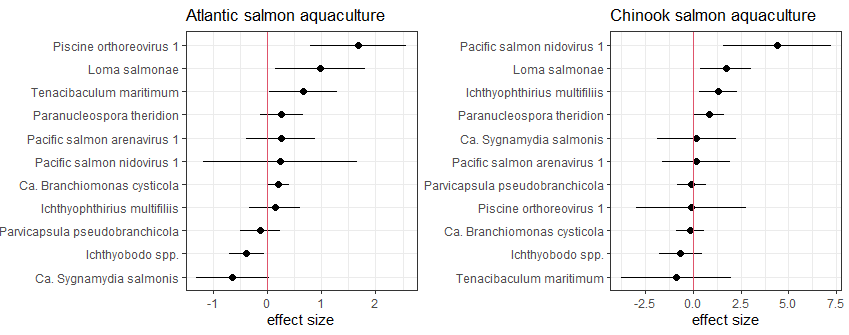 Atlantic salmon aquaculture
Piscine orthoreovirus 1
Loma salmonae
Tenacibaculum maritimum
Paranucleospora theridion
Pacific salmon arenavirus 1
Pacific salmon nidovirus 1
Ca. Branchiomonas cysticola
Ichthyophthirius multifiliis
Parvicapsula pseudobranchicola
Ichthyobodo spp.
Ca. Sygnamydia salmonis
-1 0 1 2
effect size
Chinook salmon aquaculture
Pacific salmon nidovirus 1
Loma salmonae
Ichthyophthirius multifiliis
Paranucleospora theridion
Ca. Sygnamydia salmonis
Pacific salmon arenavirus 1
Parvicapsula pseudobranchicola
Piscine orthoreovirus 1
Ca. Branchiomonas cysticola
Ichthyobodo spp.
Tenacibaculum maritimum
-2.5 0.0 2.5 5.0 7.5
effect size